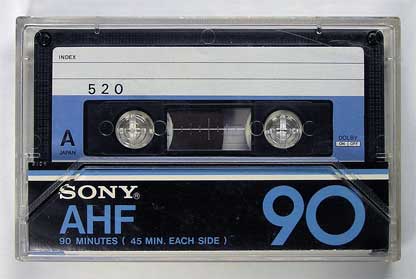 INDEX
520
A
JAPAN
DOLBY
ON | OFF
SONY®
AHF
90
90 MINUTES ( 45 MIN. EACH SIDE )